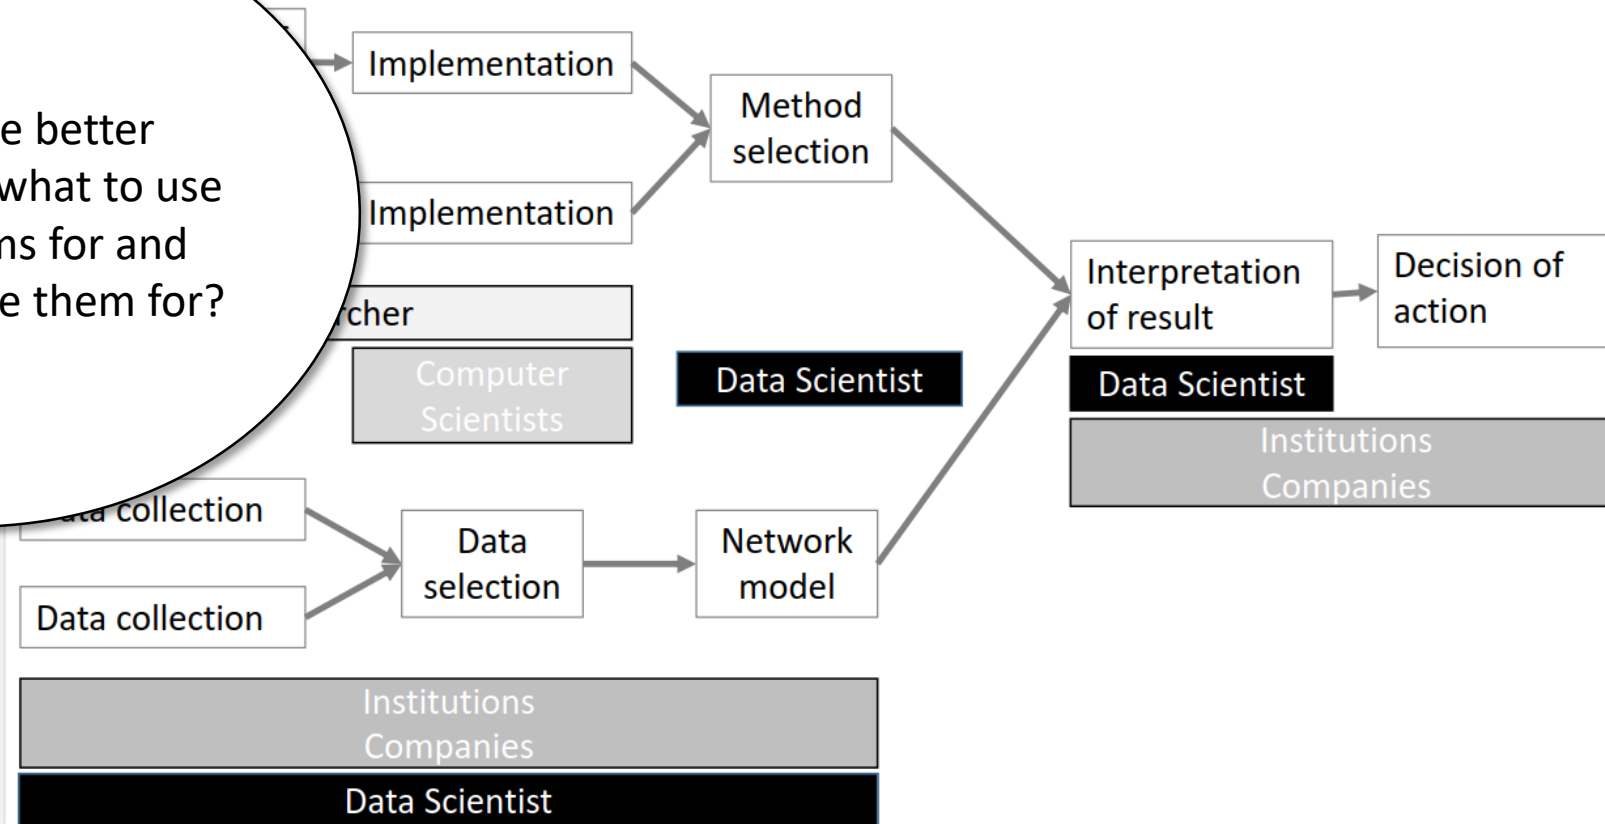 Implementation
e better
what to use
ns for and
e them for?
Implementation
Method
selection
rcher
Computer
Scientists
Data Scientist
Interpretation
of result
Decision of
action
Data Scientist
Institutions
Companies
collection
Data collection
Data
selection
Network
model
Institutions
Companies
Data Scientist